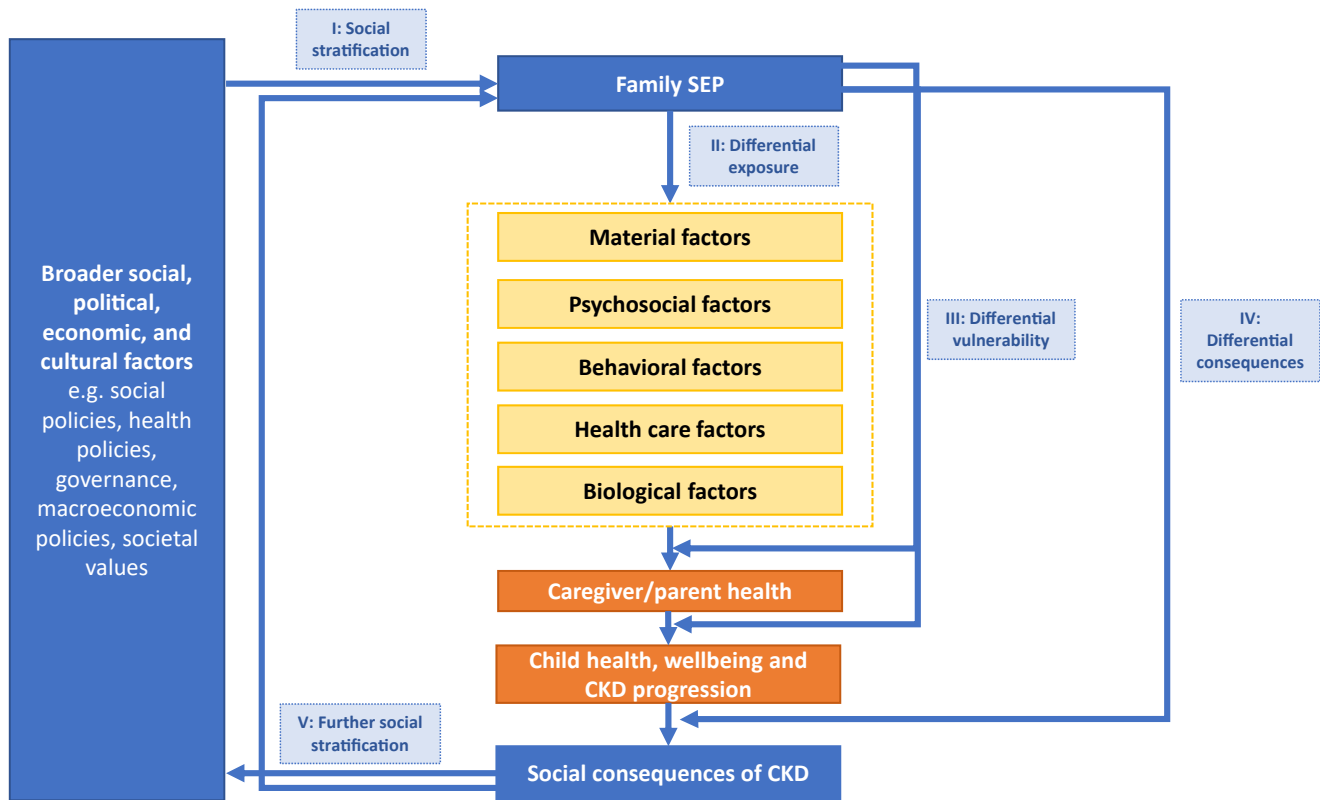 I: Social
stratification
Family SEP
II: Differential
exposure
Material factors
Psychosocial factors
Behavioral factors
Health care factors
Biological factors
Broader social,
political,
economic, and
cultural factors
e.g. social
policies, health
policies,
governance,
macroeconomic
policies, societal
values
III: Differential
vulnerability
IV:
Differential
consequences
Caregiver/parent health
Child health, wellbeing and
CKD progression
V: Further social
stratification
Social consequences of CKD